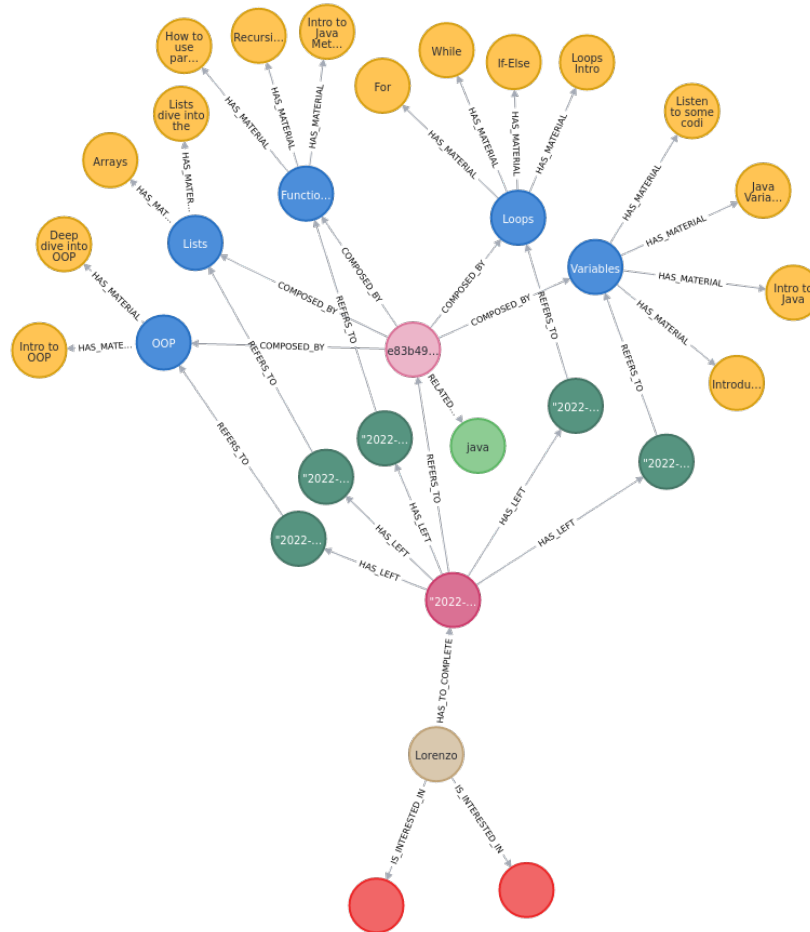 How to
use
par...
Recursi...
Intro to
Java
Met...
While
If-Else
Loops
Intro
For
Lists
dive into
the
Listen
to some
codi
Arrays
Java
Varia...
Deep
dive into
OOP
Intro to
OOP
Intro to
Java
Introdu...
HAS_MATERIAL
HAS_MATERIAL
HAS_MATERIAL
HAS_MATERIAL
HAS_MATERIAL
HAS_MATERIAL
HAS_MATERIAL
HAS_MATER...
HAS_MAT...
HAS_MATERIAL
HAS_MATE...
HAS_MATERIAL
HAS_MATERIAL
HAS_MATERIAL
HAS_MATERIAL
Functio...
Loops
Lists
Variables
OOP
COMPOSED_BY
COMPOSED_BY
COMPOSED_BY
COMPOSED_BY
COMPOSED_BY
e83b49...
RELATED...
java
REFERS_TO
REFERS_TO
REFERS_TO
REFERS_TO
REFERS_TO
REFERS_TO
"2022-...
"2022-...
"2022-...
"2022-...
"2022-...
HAS_LEFT
HAS_LEFT
HAS_LEFT
HAS_LEFT
HAS_LEFT
"2022-...
HAS_TO_COMPLETE
Lorenzo
IS_INTERESTED_IN
IS_INTERESTED_IN